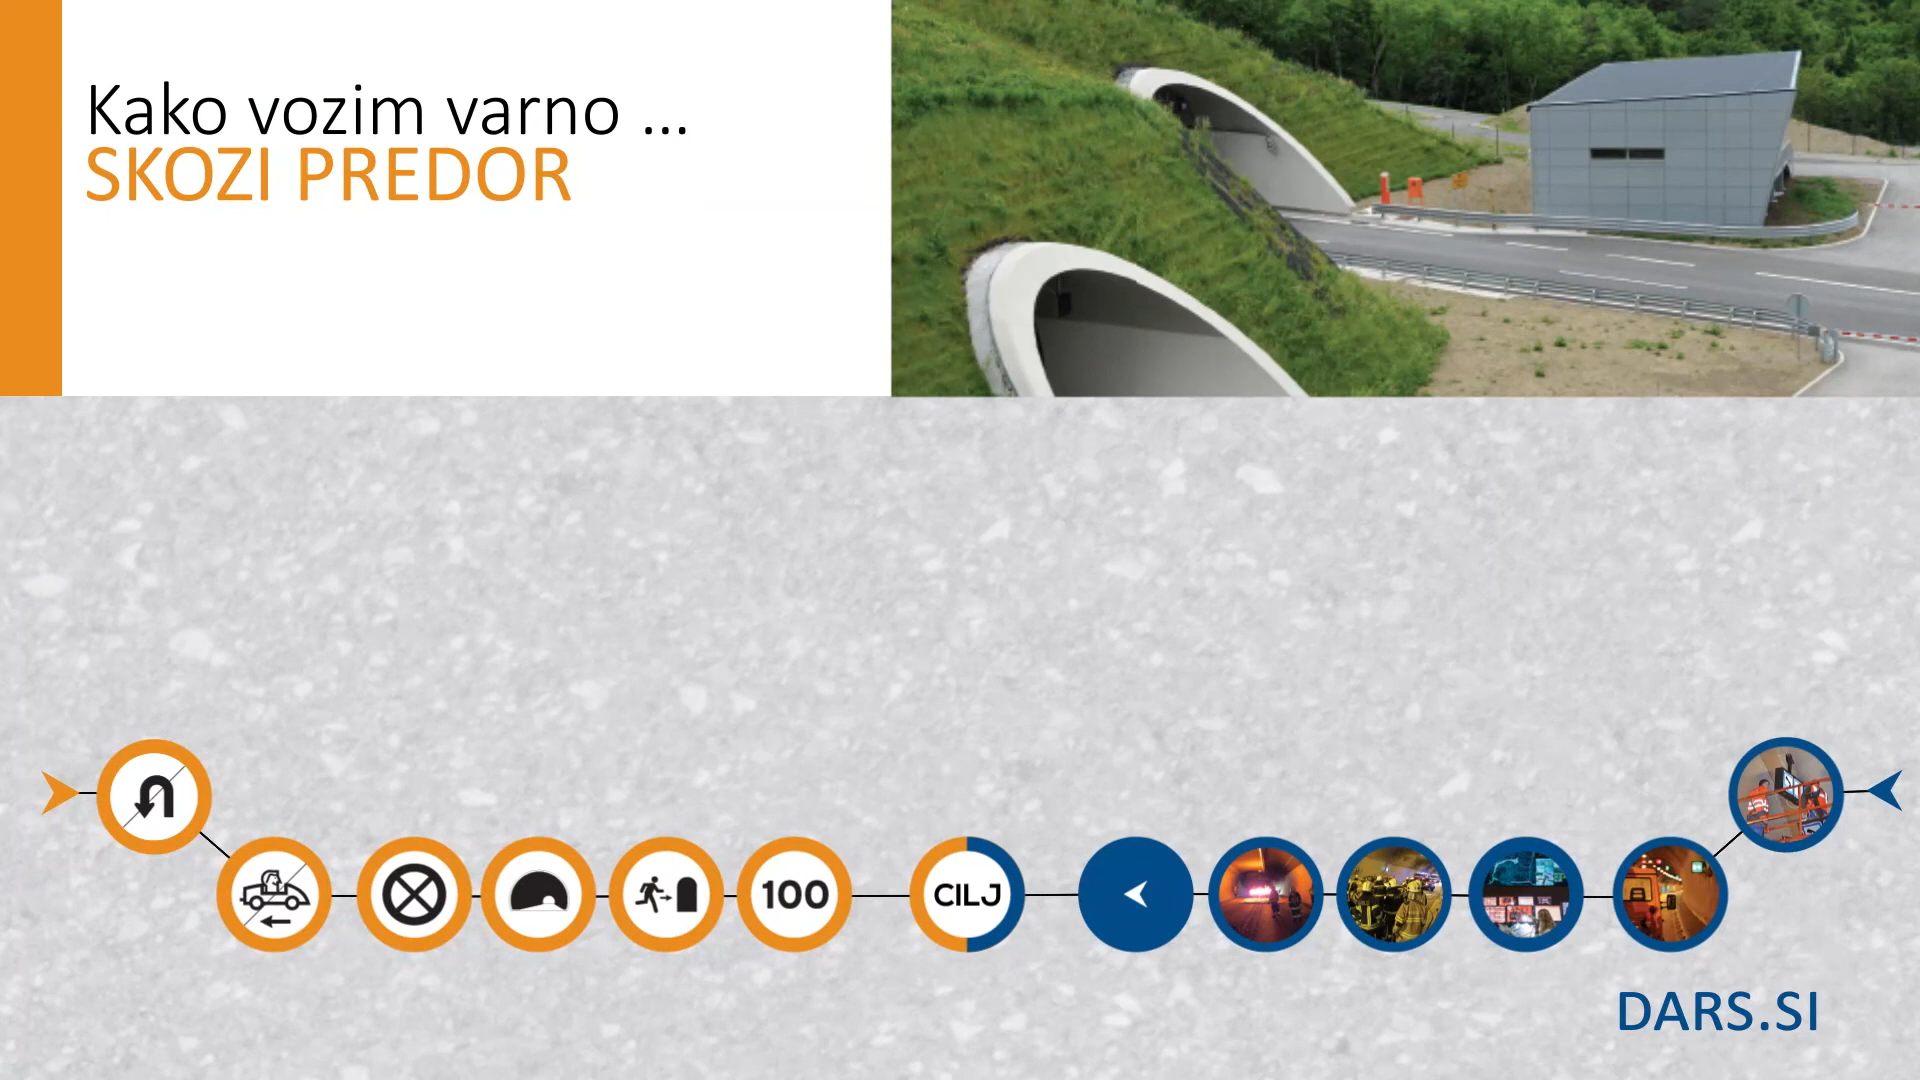 Kako vozim varno ...
SKOZI PREDOR
100
CILJ
DARS.SI